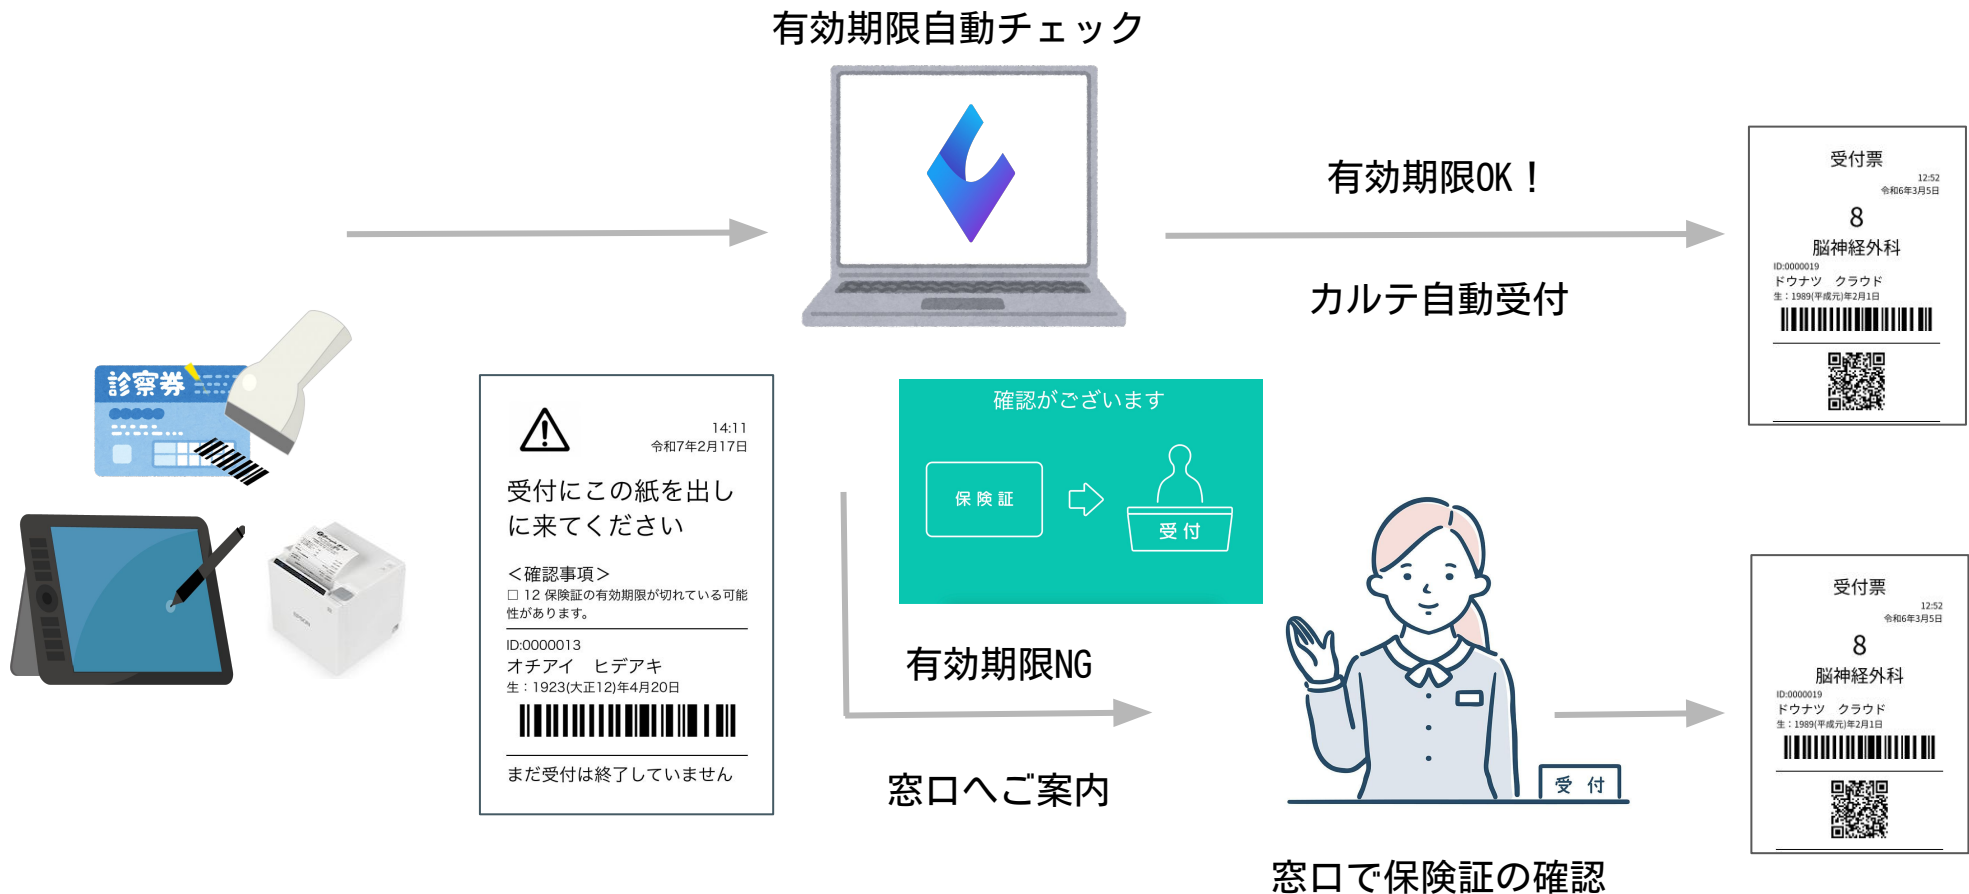 有効期限自動チェック
有効期限OK！
カルテ自動受付
受付票
12:52
令和6年3月5日
8
脳神経外科
ID:0000019
ドウナツ　クラウド
生：1989(平成元)年2月1日
診察券
14:11
令和7年2月17日
受付にこの紙を出し
に来てください
＜確認事項＞
□ 12 保険証の有効期限が切れている可能
性があります。
ID:0000013
オチアイ　ヒデアキ
生：1923(大正12)年4月20日
まだ受付は終了していません
確認がございます
保険証
受付
有効期限NG
窓口へご案内
受付
窓口で保険証の確認
受付票
12:52
令和6年3月5日
8
脳神経外科
ID:0000019
ドウナツ　クラウド
生：1989(平成元)年2月1日
EPSON